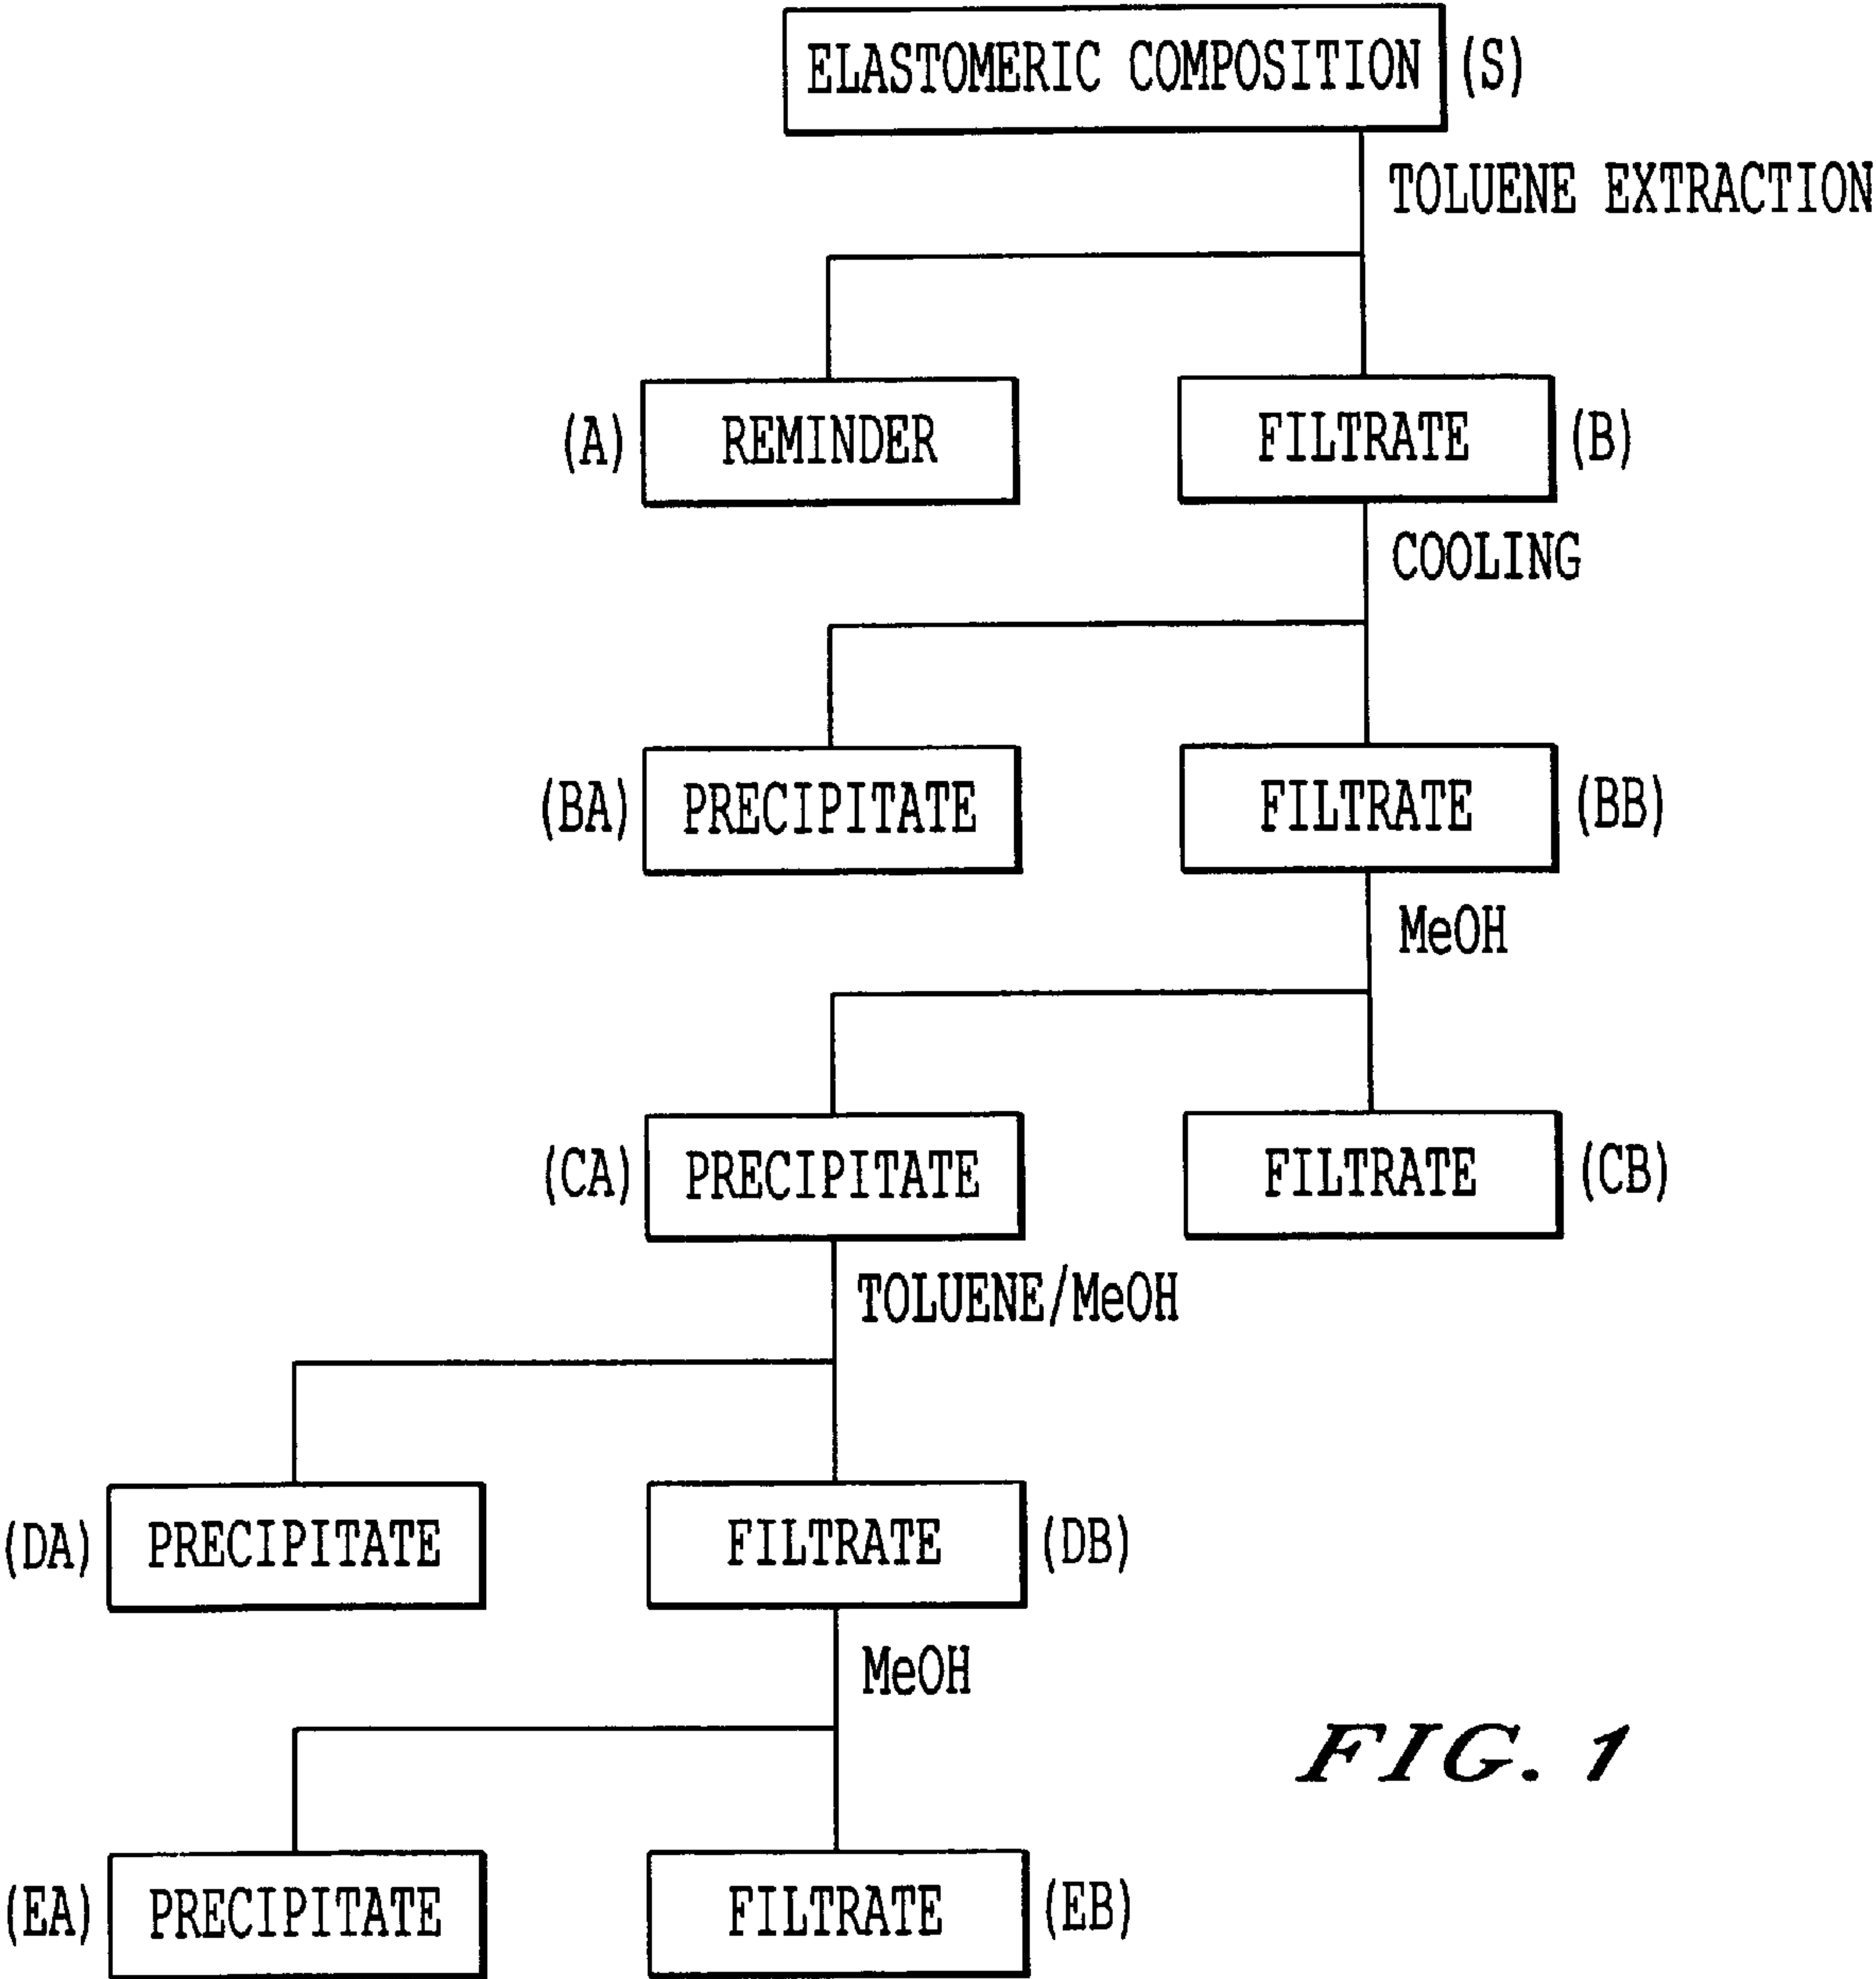 ELASTOMERIC COMPOSITION (S)
TOLUENE EXTRACTION
(A) REMINDER
FILTRATE (B)
COOLING
(BA) PRECIPITATE
FILTRATE (BB)
MeOH
(CA) PRECIPITATE
FILTRATE (CB)
TOLUENE/MeOH
(DA) PRECIPITATE
FILTRATE (DB)
MeOH
(EA) PRECIPITATE
FILTRATE (EB)
FIG. 1